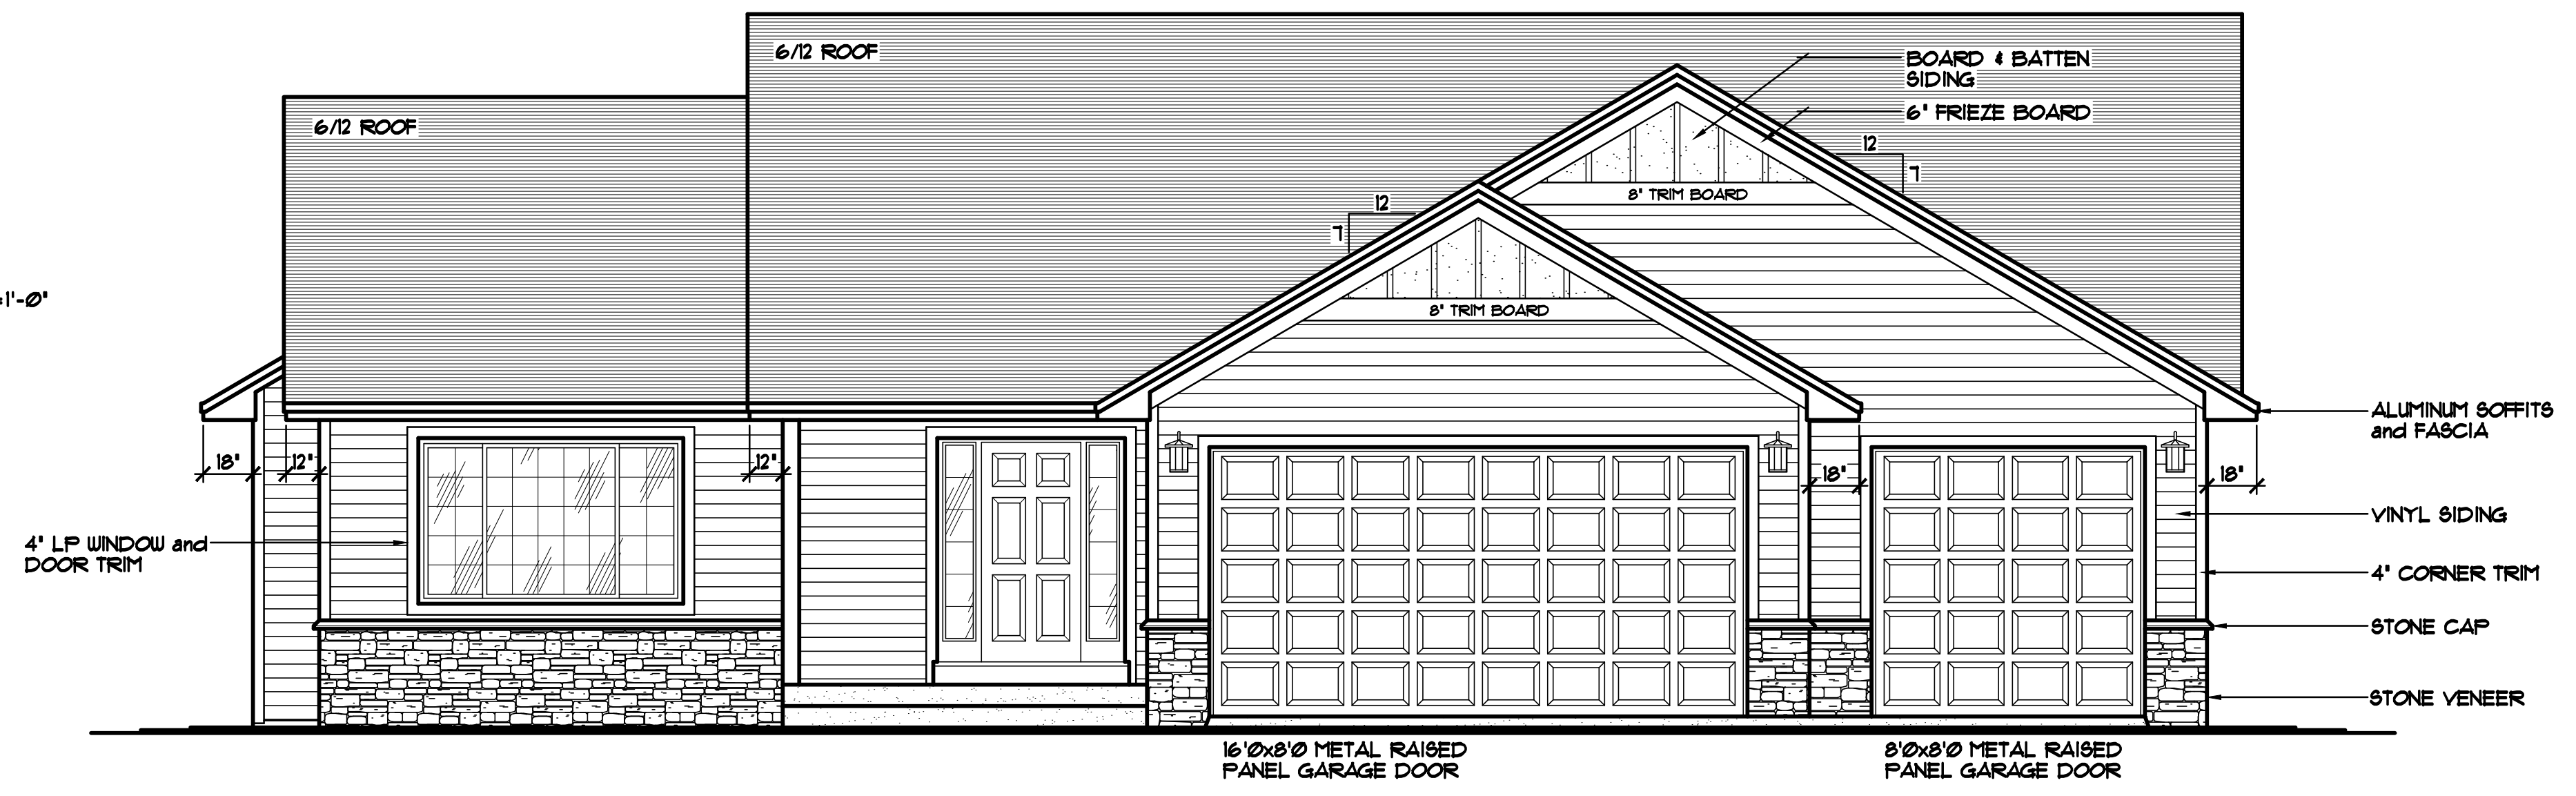 6/12 ROOF
BOARD & BATTEN
SIDING
6" FRIEZE BOARD
6/12 ROOF
12
7
8" TRIM BOARD
12
7
1'-0"
8" TRIM BOARD
ALUMINUM SOFFITS
and FASCIA
18"
12"
12"
18"
18"
VINYL SIDING
4" LP WINDOW and
DOOR TRIM
4" CORNER TRIM
STONE CAP
STONE VENEER
16'0x8'0 METAL RAISED
PANEL GARAGE DOOR
8'0x8'0 METAL RAISED
PANEL GARAGE DOOR